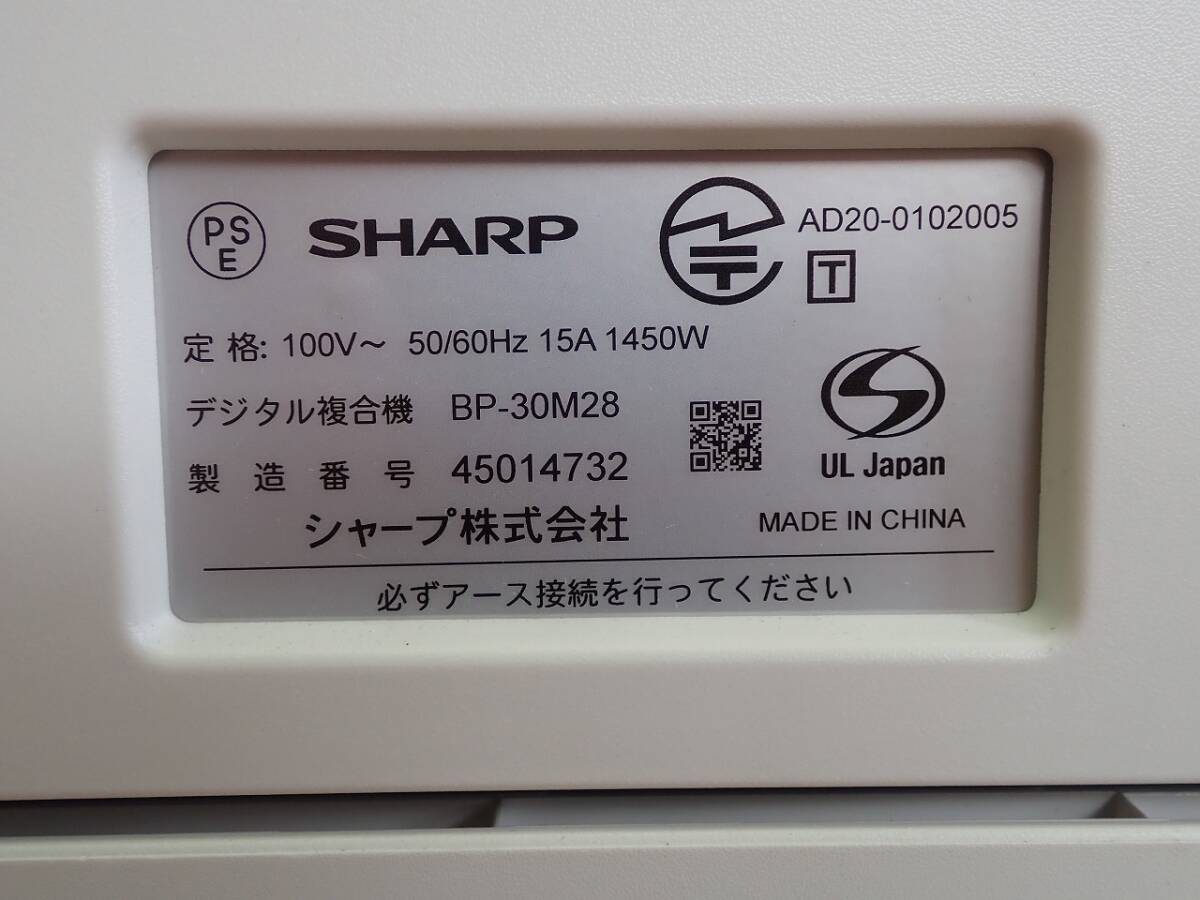 PSE
SHARP
AD20-0102005
T
定格: 100V～ 50/60Hz 15A 1450W
デジタル複合機 BP-30M28
製造番号 45014732
UL Japan
シャープ株式会社
MADE IN CHINA
必ずアース接続を行ってください